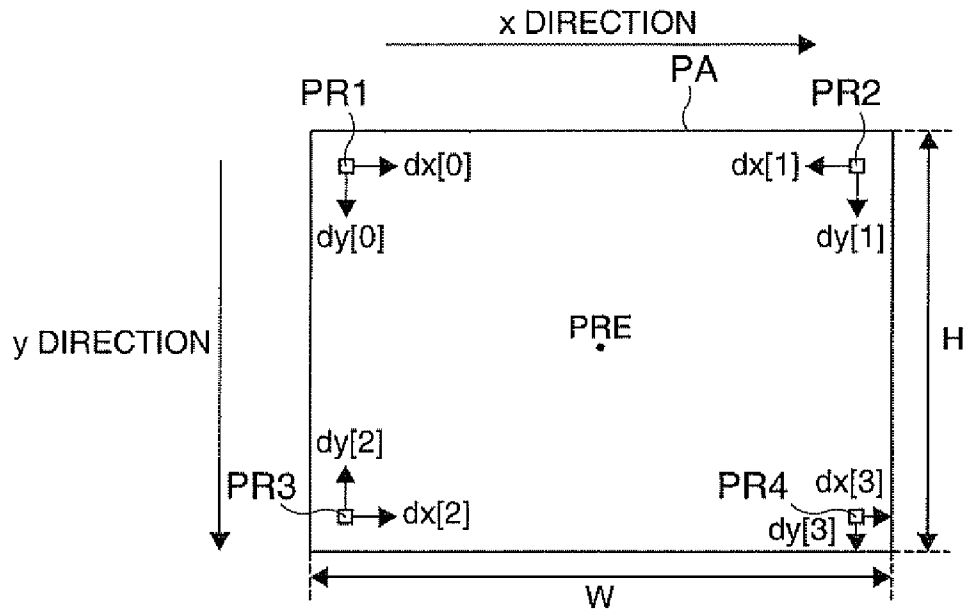 x DIRECTION
PA
PR1
PR2
dx[0]
dx[1]
dy[0]
dy[1]
PRE
y DIRECTION
H
dy[2]
PR3
dx[2]
PR4
dx[3]
dy[3]
W